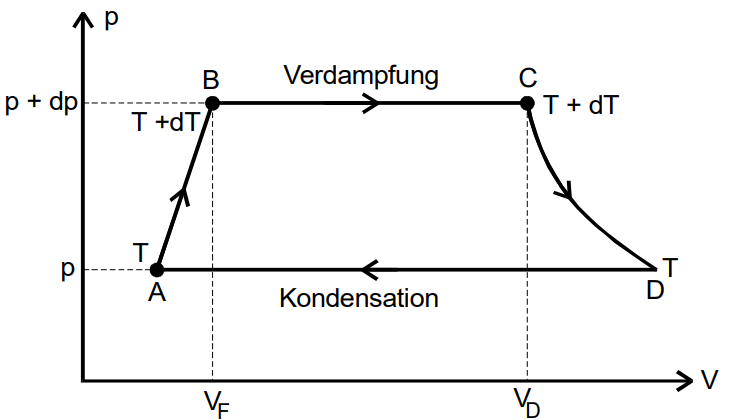 p
B
Verdampfung
C
p + dp
T +dT
T + dT
T
p
A
Kondensation
T
D
V
V_F
V_D